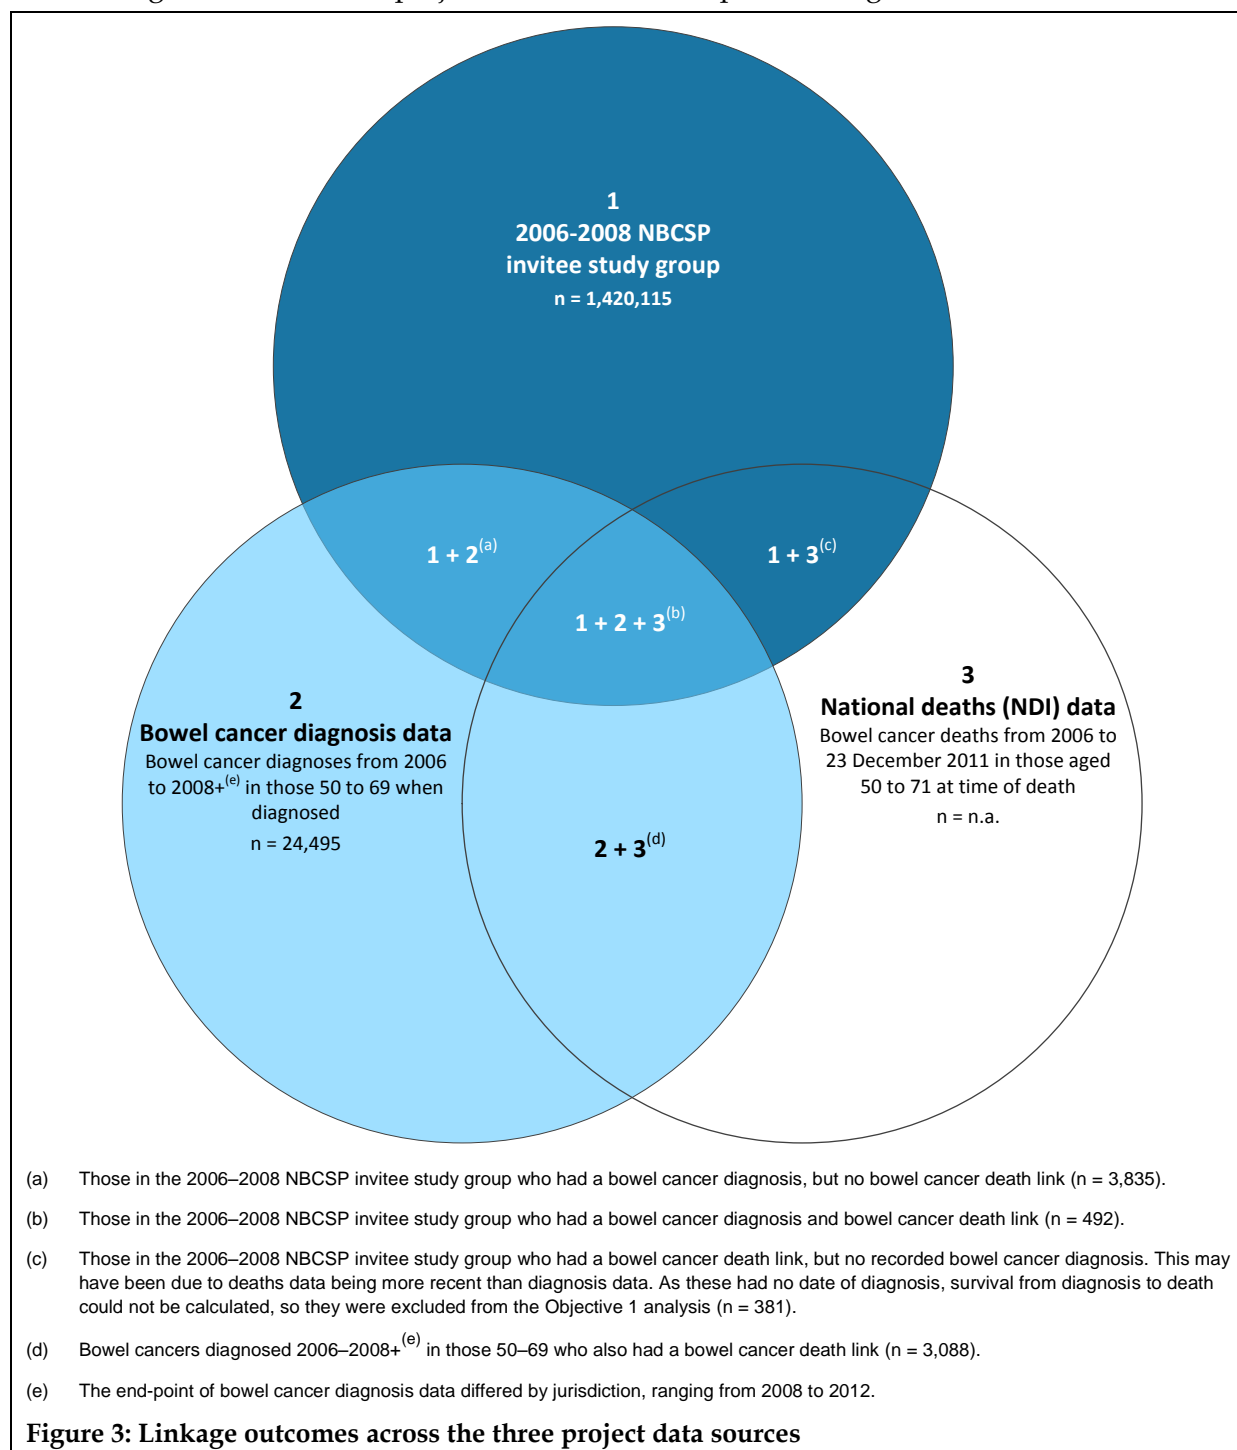 1
2006-2008 NBCSP
invitee study group
n = 1,420,115
1 + 2(a)
1 + 3(c)
1 + 2 + 3(b)
2
Bowel cancer diagnosis data
Bowel cancer diagnoses from 2006
to 2008+(e) in those 50 to 69 when
diagnosed
n = 24,495
3
National deaths (NDI) data
Bowel cancer deaths from 2006 to
23 December 2011 in those aged
50 to 71 at time of death
n = n.a.
2 + 3(d)
(a) Those in the 2006–2008 NBCSP invitee study group who had a bowel cancer diagnosis, but no bowel cancer death link (n = 3,835).
(b) Those in the 2006–2008 NBCSP invitee study group who had a bowel cancer diagnosis and bowel cancer death link (n = 492).
(c) Those in the 2006–2008 NBCSP invitee study group who had a bowel cancer death link, but no recorded bowel cancer diagnosis. This may
have been due to deaths data being more recent than diagnosis data. As these had no date of diagnosis, survival from diagnosis to death
could not be calculated, so they were excluded from the Objective 1 analysis (n = 381).
(d) Bowel cancers diagnosed 2006–2008+(e) in those 50–69 who also had a bowel cancer death link (n = 3,088).
(e) The end-point of bowel cancer diagnosis data differed by jurisdiction, ranging from 2008 to 2012.
Figure 3: Linkage outcomes across the three project data sources